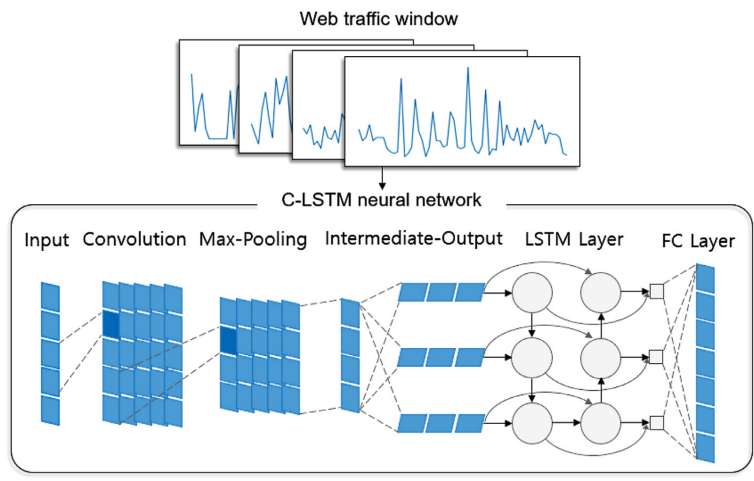 Web traffic window
C-LSTM neural network
Input Convolution Max-Pooling Intermediate-Output LSTM Layer FC Layer